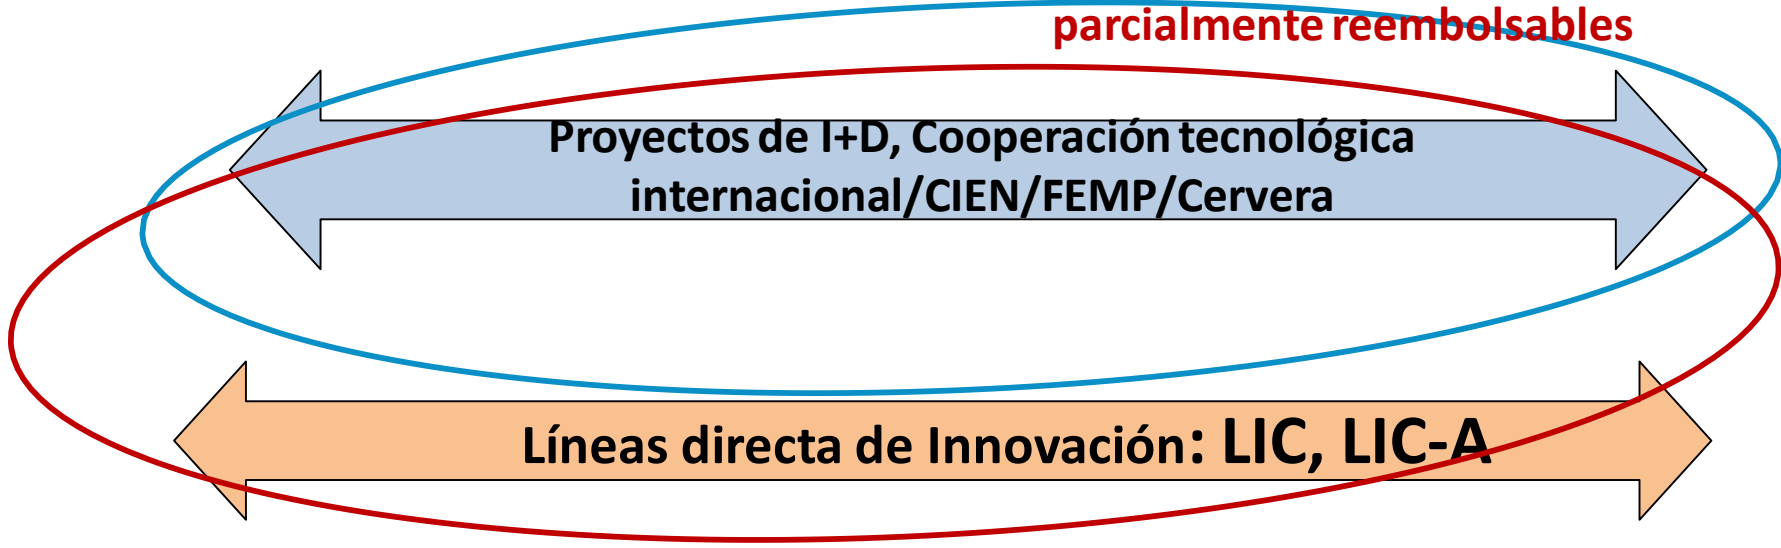 parcialmente reembolsables
Proyectos de I+D, Cooperación tecnológica
internacional/CIEN/FEMP/Cervera
Líneas directa de Innovación: LIC, LIC-A